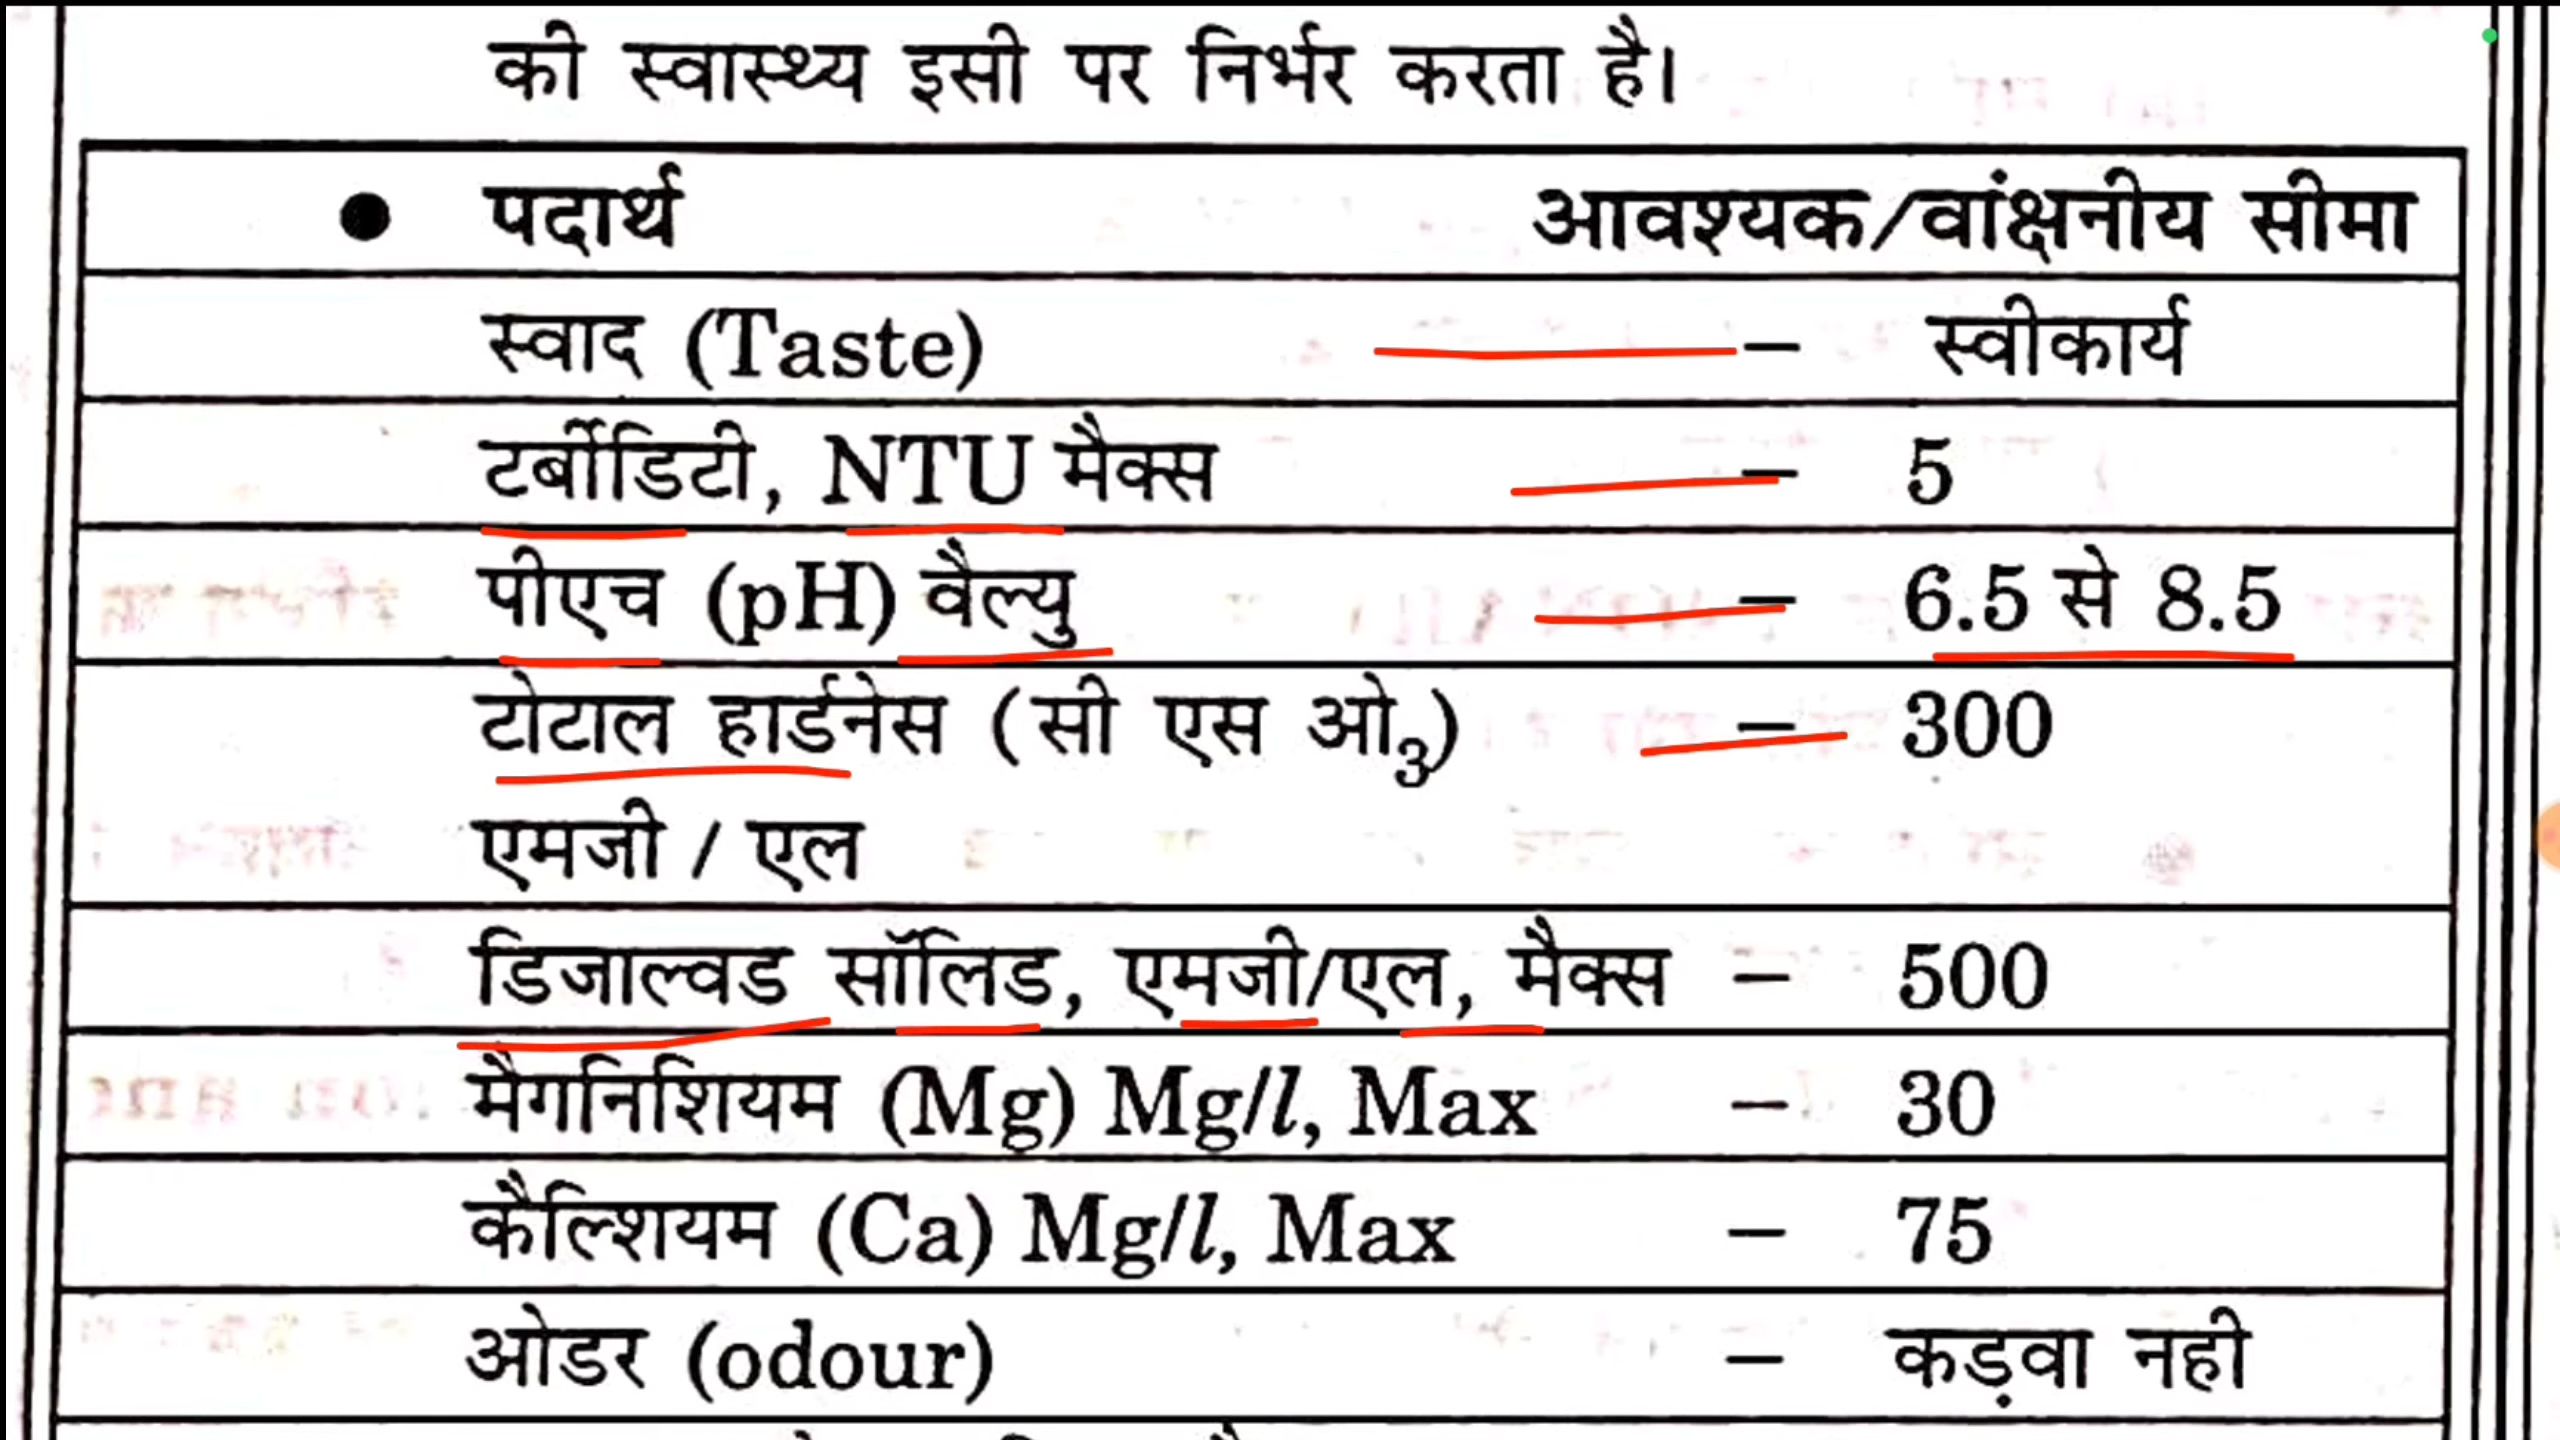 की स्वास्थ्य इसी पर निर्भर करता है।
● पदार्थ आवश्यक/वांक्षनीय सीमा
स्वाद (Taste) – स्वीकार्य
टर्बीडिटी, NTU मैक्स – 5
पीएच (pH) वैल्यु – 6.5 से 8.5
टोटाल हार्डनेस (सी एस ओ₃) – 300
एमजी / एल
डिजाल्वड सॉलिड, एमजी/एल, मैक्स – 500
मैगनिशियम (Mg) Mg/l, Max – 30
कैल्शियम (Ca) Mg/l, Max – 75
ओडर (odour) – कड़वा नही